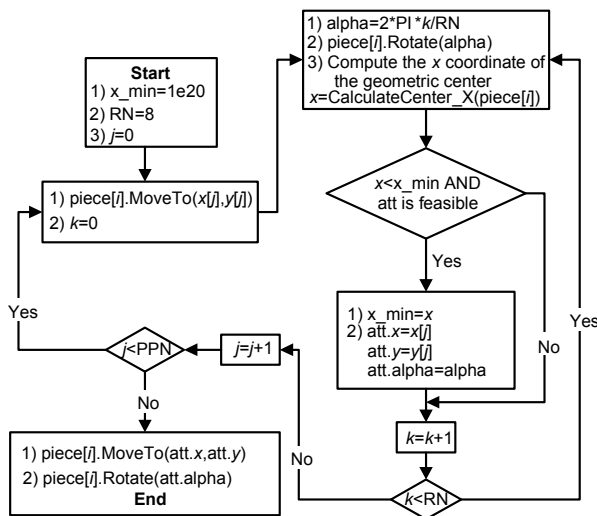 Start
1) x_min=1e20
2) RN=8
3) j=0
1) piece[i].MoveTo(x[j],y[j])
2) k=0
1) alpha=2*PI*k/RN
2) piece[i].Rotate(alpha)
3) Compute the x coordinate of
the geometric center
x=CalculateCenter_X(piece[i])
x<x_min AND
att is feasible
Yes
No
1) x_min=x
2) att.x=x[j]
att.y=y[j]
att.alpha=alpha
k=k+1
k<RN
Yes
No
j=j+1
j<PPN
Yes
No
1) piece[i].MoveTo(att.x,att.y)
2) piece[i].Rotate(att.alpha)
End